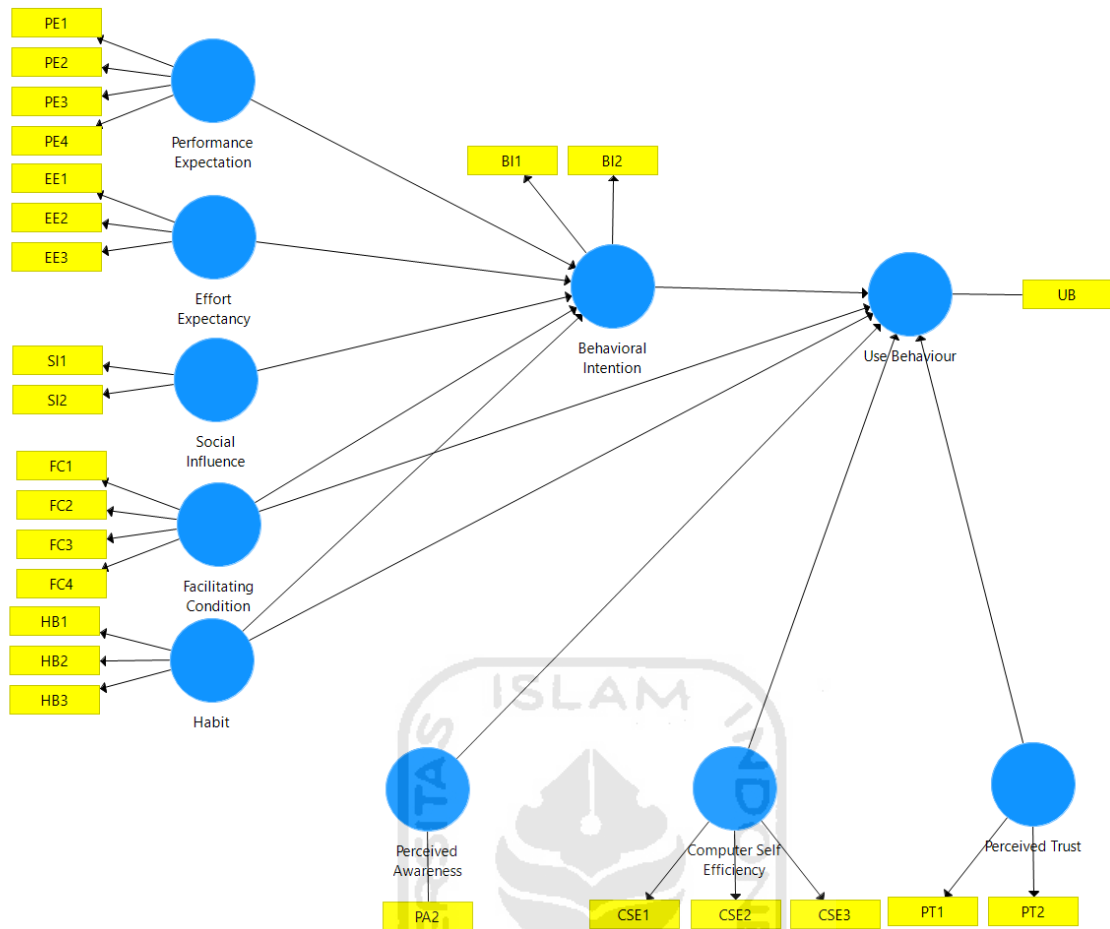 PE1
PE2
PE3
PE4
Performance
Expectation
EE1
EE2
EE3
Effort
Expectancy
SI1
SI2
Social
Influence
FC1
FC2
FC3
FC4
Facilitating
Condition
HB1
HB2
HB3
Habit
BI1
BI2
Behavioral
Intention
Use Behaviour
UB
ISLAM
Perceived
Awareness
PA2
Computer Self
Efficiency
CSE1
CSE2
CSE3
Perceived Trust
PT1
PT2